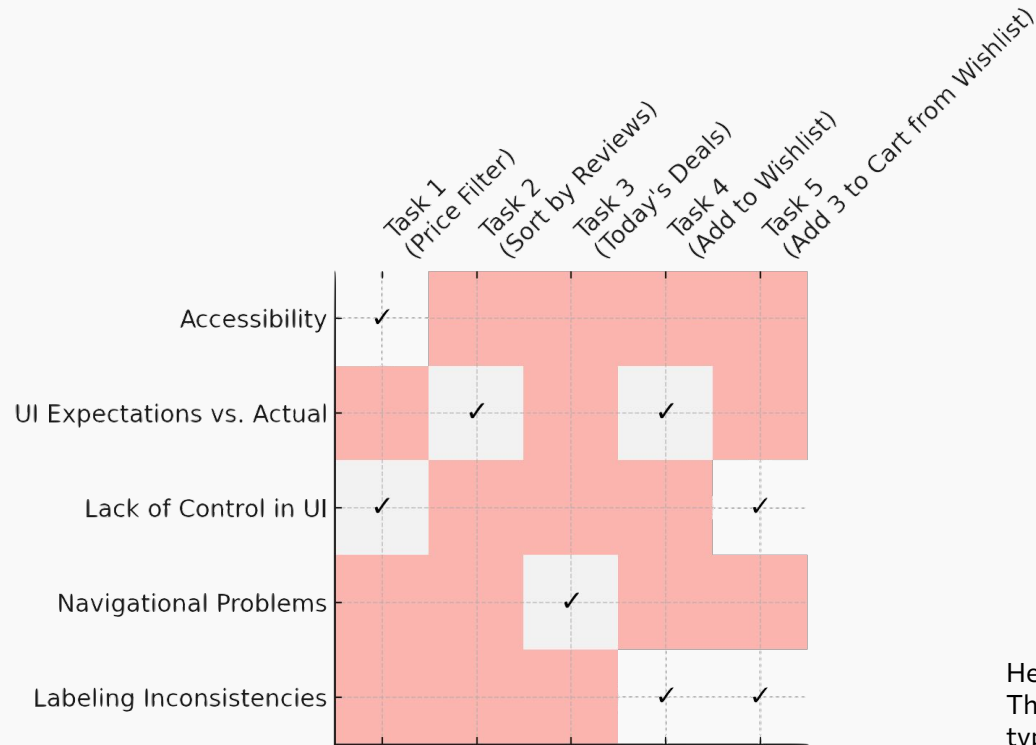 Task 1
(Price Filter)
Task 2
(Sort by Reviews)
Task 3
(Today's Deals)
Task 4
(Add to Wishlist)
Task 5
(Add 3 to Cart from Wishlist)
Accessibility
✓
UI Expectations vs. Actual
✓ ✓
Lack of Control in UI
✓ ✓
Navigational Problems
✓
Labeling Inconsistencies
✓ ✓